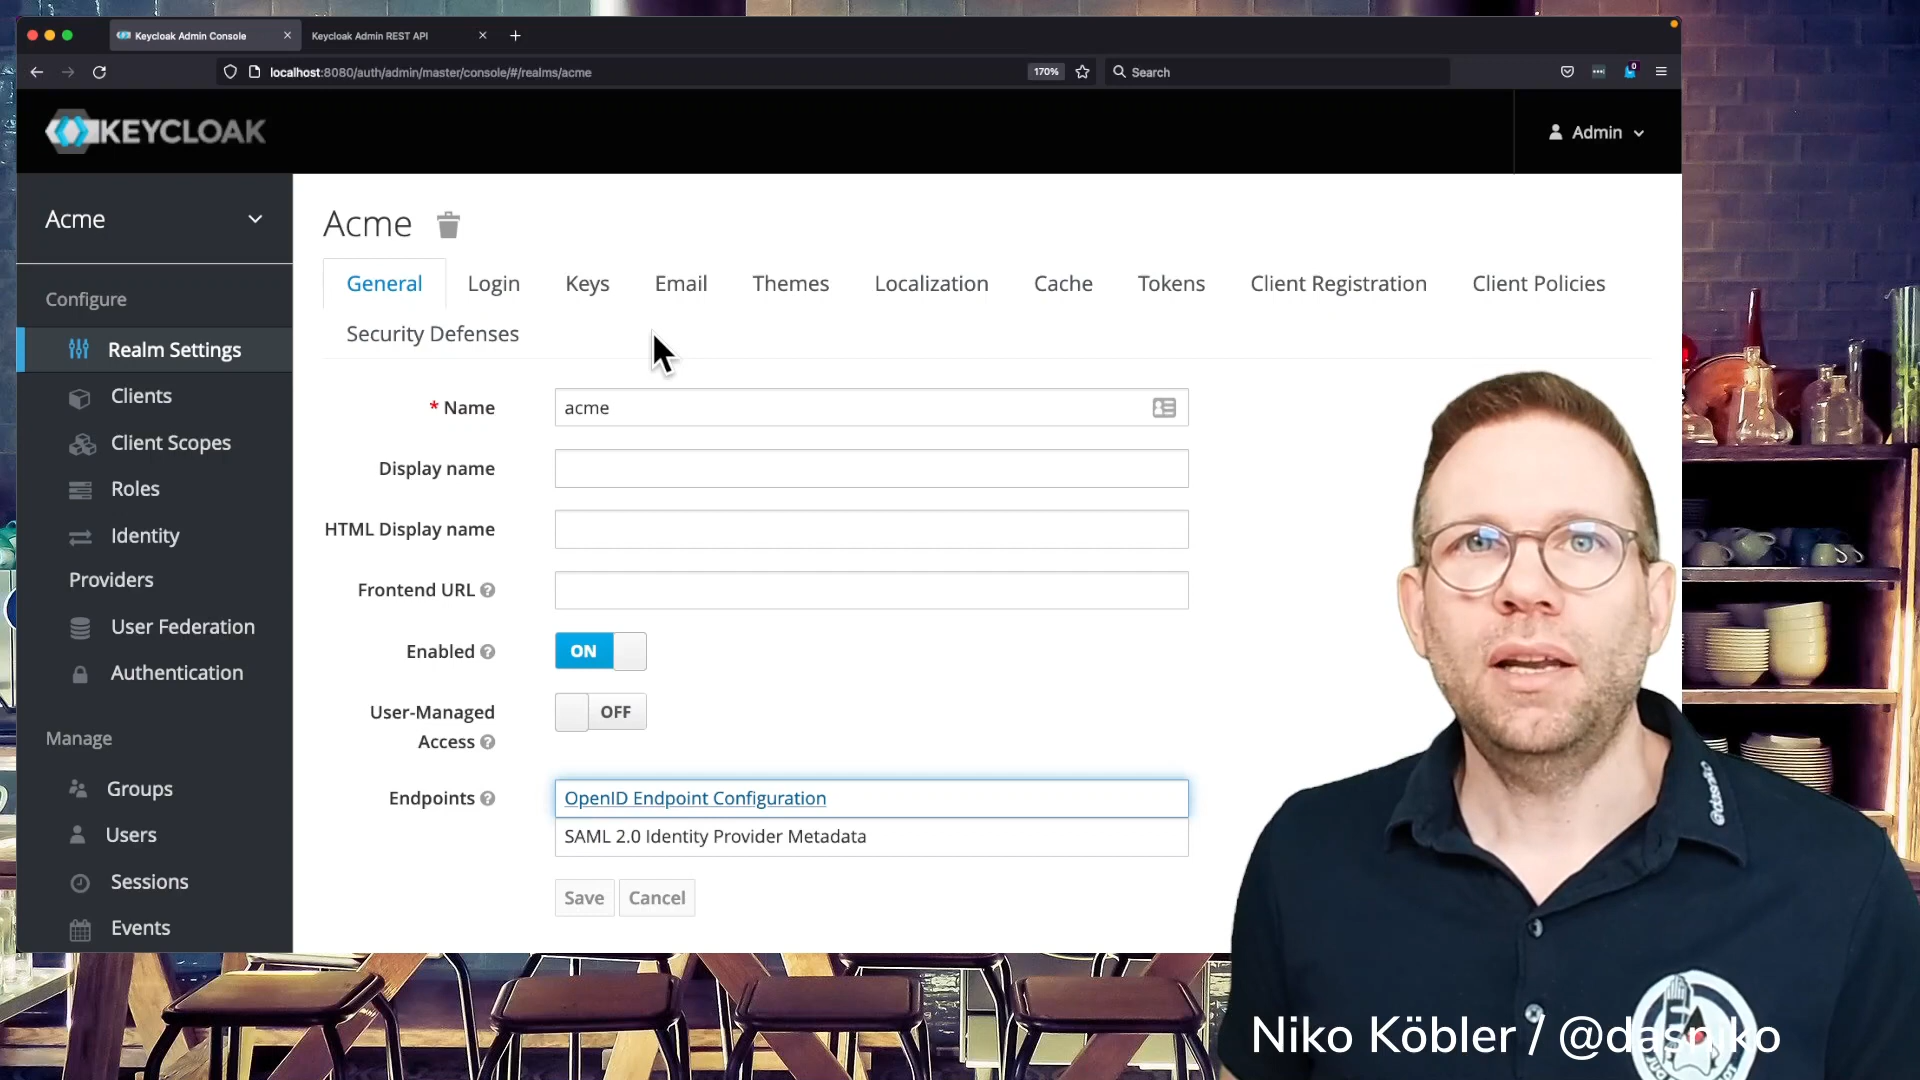 Keycloak Admin Console
Keycloak Admin REST API
localhost:8080/auth/admin/master/console/#/realms/acme
170%
Search
0
KEYCLOAK
Admin
Acme
Configure
Realm Settings
Clients
Client Scopes
Roles
Identity
Providers
User Federation
Authentication
Manage
Groups
Users
Sessions
Events
Acme
General
Login
Keys
Email
Themes
Localization
Cache
Tokens
Client Registration
Client Policies
Security Defenses
* Name
acme
Display name
HTML Display name
Frontend URL
Enabled
ON
User-Managed
Access
OFF
Endpoints
OpenID Endpoint Configuration
SAML 2.0 Identity Provider Metadata
Save
Cancel
@dasniko
Niko Köbler / @dasniko